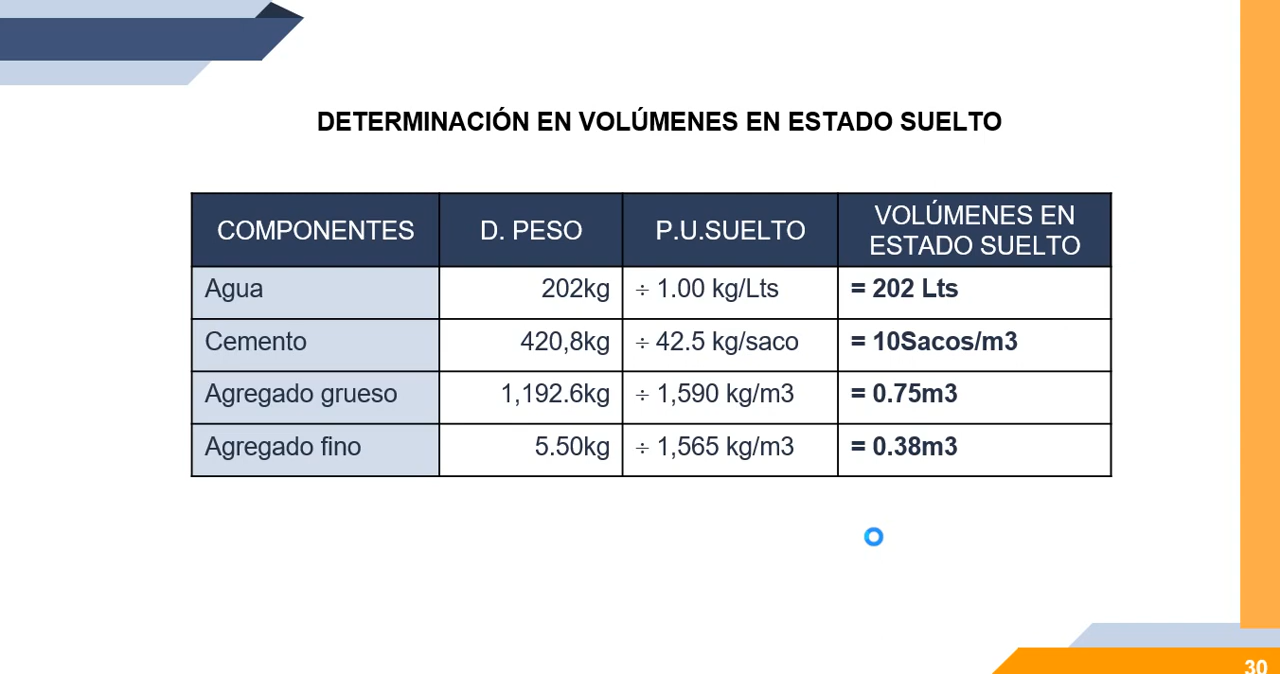 DETERMINACIÓN EN VOLÚMENES EN ESTADO SUELTO
COMPONENTES D. PESO P.U.SUELTO VOLÚMENES EN ESTADO SUELTO
Agua 202kg ÷ 1.00 kg/Lts = 202 Lts
Cemento 420,8kg ÷ 42.5 kg/saco = 10Sacos/m3
Agregado grueso 1,192.6kg ÷ 1,590 kg/m3 = 0.75m3
Agregado fino 5.50kg ÷ 1,565 kg/m3 = 0.38m3
30